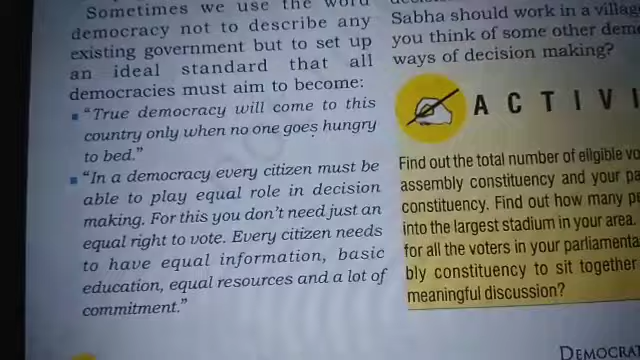 Sometimes we use the word
democracy not to describe any
existing government but to set up
an ideal standard that all
democracies must aim to become:
"True democracy will come to this
country only when no one goes hungry
to bed."
"In a democracy every citizen must be
able to play equal role in decision
making. For this you don't need just an
equal right to vote. Every citizen needs
to have equal information, basic
education, equal resources and a lot of
commitment."
Sabha should work in a villag
you think of some other dem
ways of decision making?
ACTIVI
Find out the total number of eligible vo
assembly constituency and your pa
constituency. Find out how many p
into the largest stadium in your area.
for all the voters in your parliamenta
bly constituency to sit together
meaningful discussion?
DEMOCRA